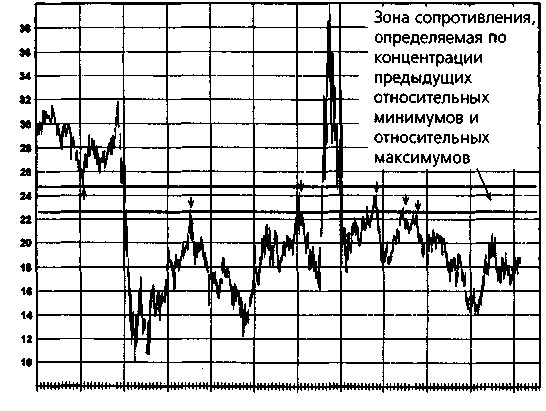 Зона сопротивления,
определяемая по
концентрации
предыдущих
относительных
минимумов и
относительных
максимумов
38
36
34
32
30
28
26
24
22
20
18
16
14
12
10